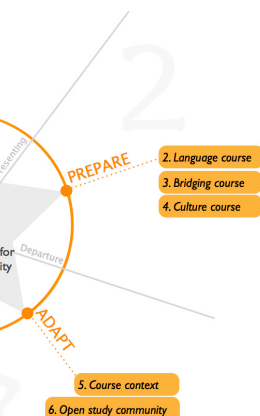 2
resenting
PREPARE
2. Language course
3. Bridging course
4. Culture course
for
ity
Departure
ADAPT
5. Course context
6. Open study community